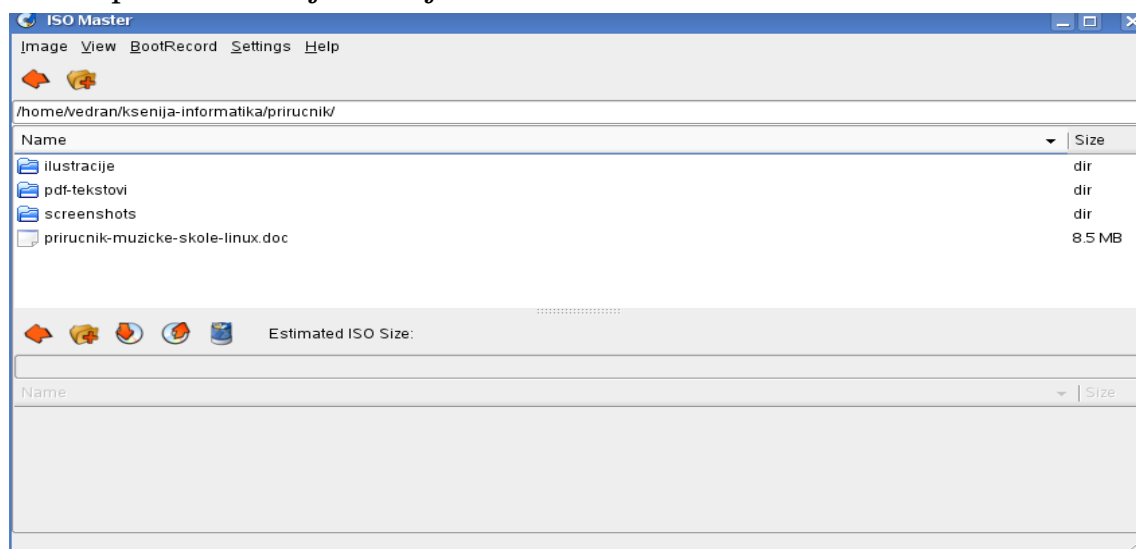 ISO Master
Image View BootRecord Settings Help
/home/vedran/ksenija-informatika/prirucnik/
Name Size
ilustracije dir
pdf-tekstovi dir
screenshots dir
prirucnik-muzicke-skole-linux.doc 8.5 MB
Estimated ISO Size:
Name Size